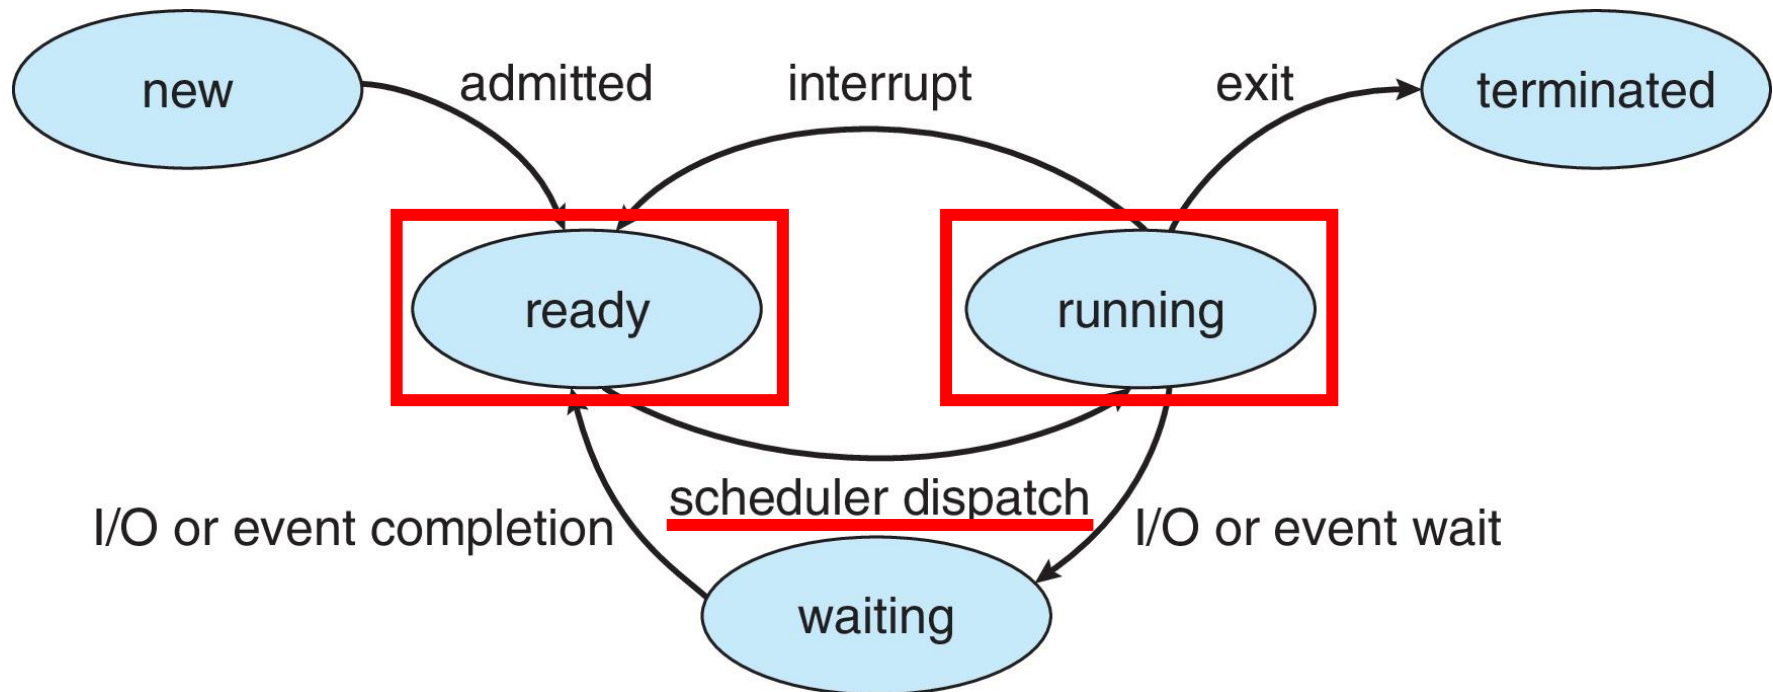 new
admitted
interrupt
exit
terminated
ready
running
scheduler dispatch
I/O or event completion
I/O or event wait
waiting